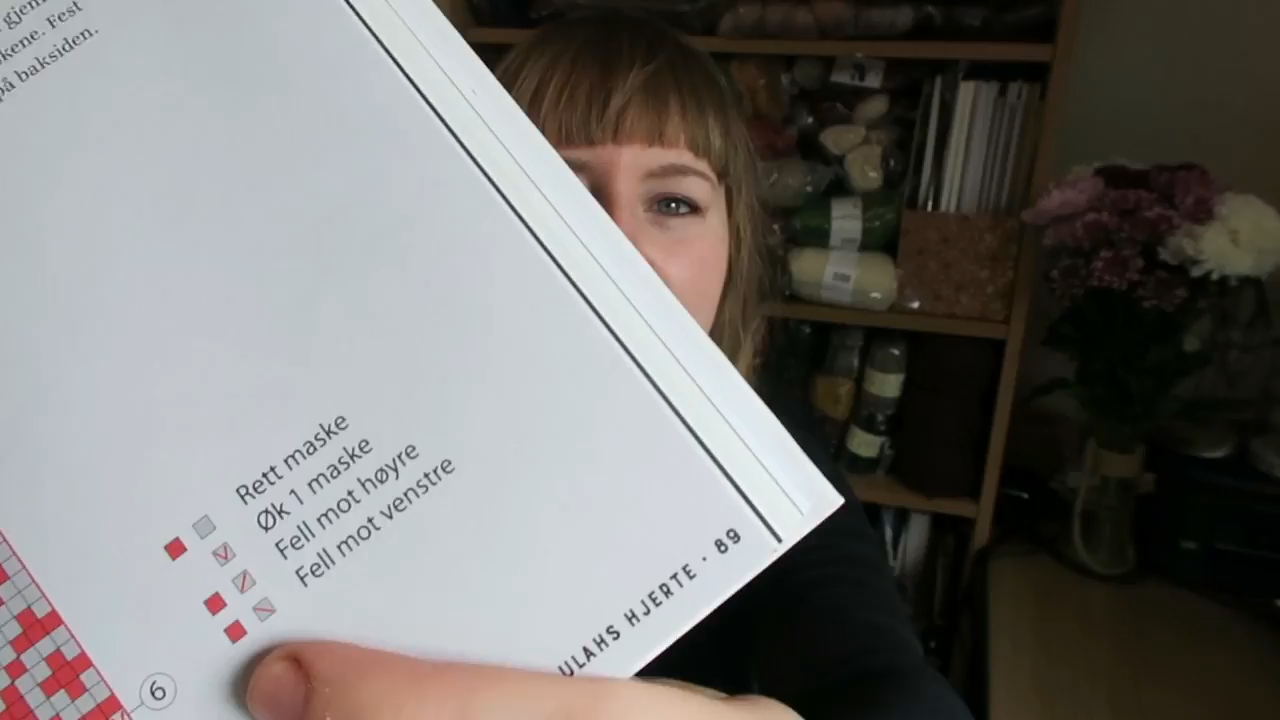 kene. Fest
på baksiden.
Rett maske
Øk 1 maske
Fell mot høyre
Fell mot venstre
6
ULAHS HJERTE · 89